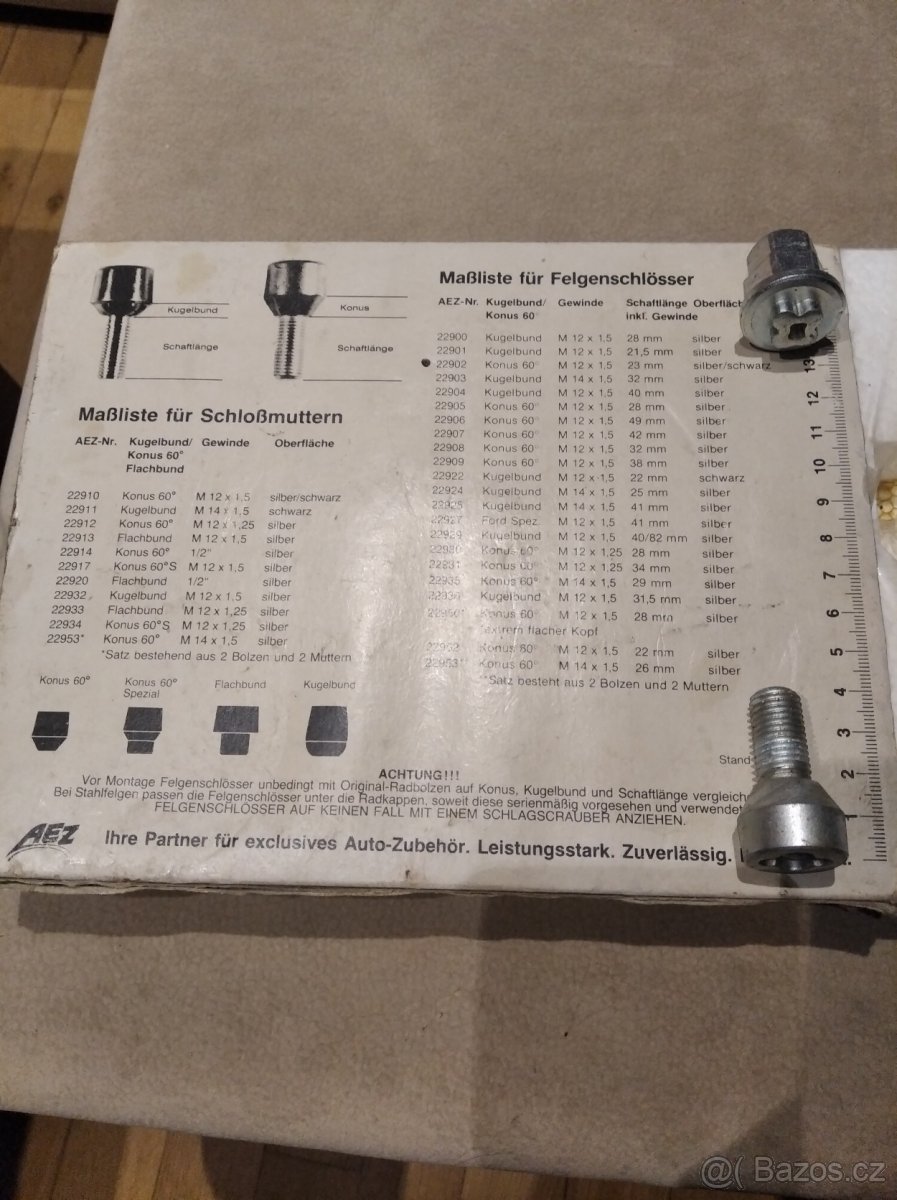 Kugelbund
Schaftlänge
Konus
Schaftlänge
Maßliste für Schloßmuttern
AEZ-Nr. Kugelbund/ Konus 60° Flachbund Gewinde Oberfläche
22910 Konus 60° M 12 x 1,5 silber/schwarz
22911 Kugelbund M 14 x 1,5 schwarz
22912 Konus 60° M 12 x 1,25 silber
22913 Flachbund M 12 x 1,5 silber
22914 Konus 60° 1/2" silber
22917 Konus 60°S M 12 x 1,5 silber
22920 Flachbund 1/2" silber
22932 Kugelbund M 12 x 1,5 silber
22933 Flachbund M 12 x 1,25 silber
22934 Konus 60°S M 12 x 1,25 silber
22953* Konus 60° M 14 x 1,5 silber
*Satz bestehend aus 2 Bolzen und 2 Muttern
Konus 60°
Konus 60° Spezial
Flachbund
Kugelbund
Maßliste für Felgenschlösser
AEZ-Nr. Kugelbund/ Konus 60° Gewinde Schaftlänge inkl. Gewinde
22900 Kugelbund M 12 x 1,5 28 mm silber
22901 Kugelbund M 12 x 1,5 21,5 mm silber
22902 Konus 60° M 12 x 1,5 23 mm silber/schwarz
22903 Kugelbund M 14 x 1,5 32 mm silber
22904 Kugelbund M 12 x 1,5 40 mm silber
22905 Konus 60° M 12 x 1,5 28 mm silber
22906 Konus 60° M 12 x 1,5 49 mm silber
22907 Konus 60° M 12 x 1,5 42 mm silber
22908 Konus 60° M 12 x 1,5 32 mm silber
22909 Konus 60° M 12 x 1,5 38 mm silber
22922 Kugelbund M 12 x 1,5 22 mm schwarz
22924 Kugelbund M 14 x 1,5 25 mm silber
Kugelbund M 14 x 1,5 41 mm silber
Ford Spez. M 12 x 1,5 41 mm silber
Kugelbund M 12 x 1,5 40/82 mm silber
Konus 60° M 12 x 1,25 28 mm silber
Konus 60° M 12 x 1,25 34 mm silber
Konus 60° M 14 x 1,5 29 mm silber
Kugelbund M 12 x 1,5 31,5 mm silber
Konus 60° M 12 x 1,5 28 mm silber
extrem flacher Kopf
Konus 60° M 12 x 1,5 22 mm silber
22953** Konus 60° M 14 x 1,5 26 mm silber
*Satz besteht aus 2 Bolzen und 2 Muttern
Stand
13
12
11
10
9
8
7
6
5
4
3
2
1
ACHTUNG!!!
Vor Montage Felgenschlösser unbedingt mit Original-Radbolzen auf Konus, Kugelbund und Schaftlänge
Bei Stahlfelgen passen die Felgenschlösser unter die Radkappen, soweit diese serienmäßig vorgesehen und
FELGENSCHLÖSSER AUF KEINEN FALL MIT EINEM SCHLAGSCRAUBER ANZIEHEN.
AEZ Ihre Partner für exclusives Auto-Zubehör. Leistungsstark. Zuverlässig.
@( Bazos.cz